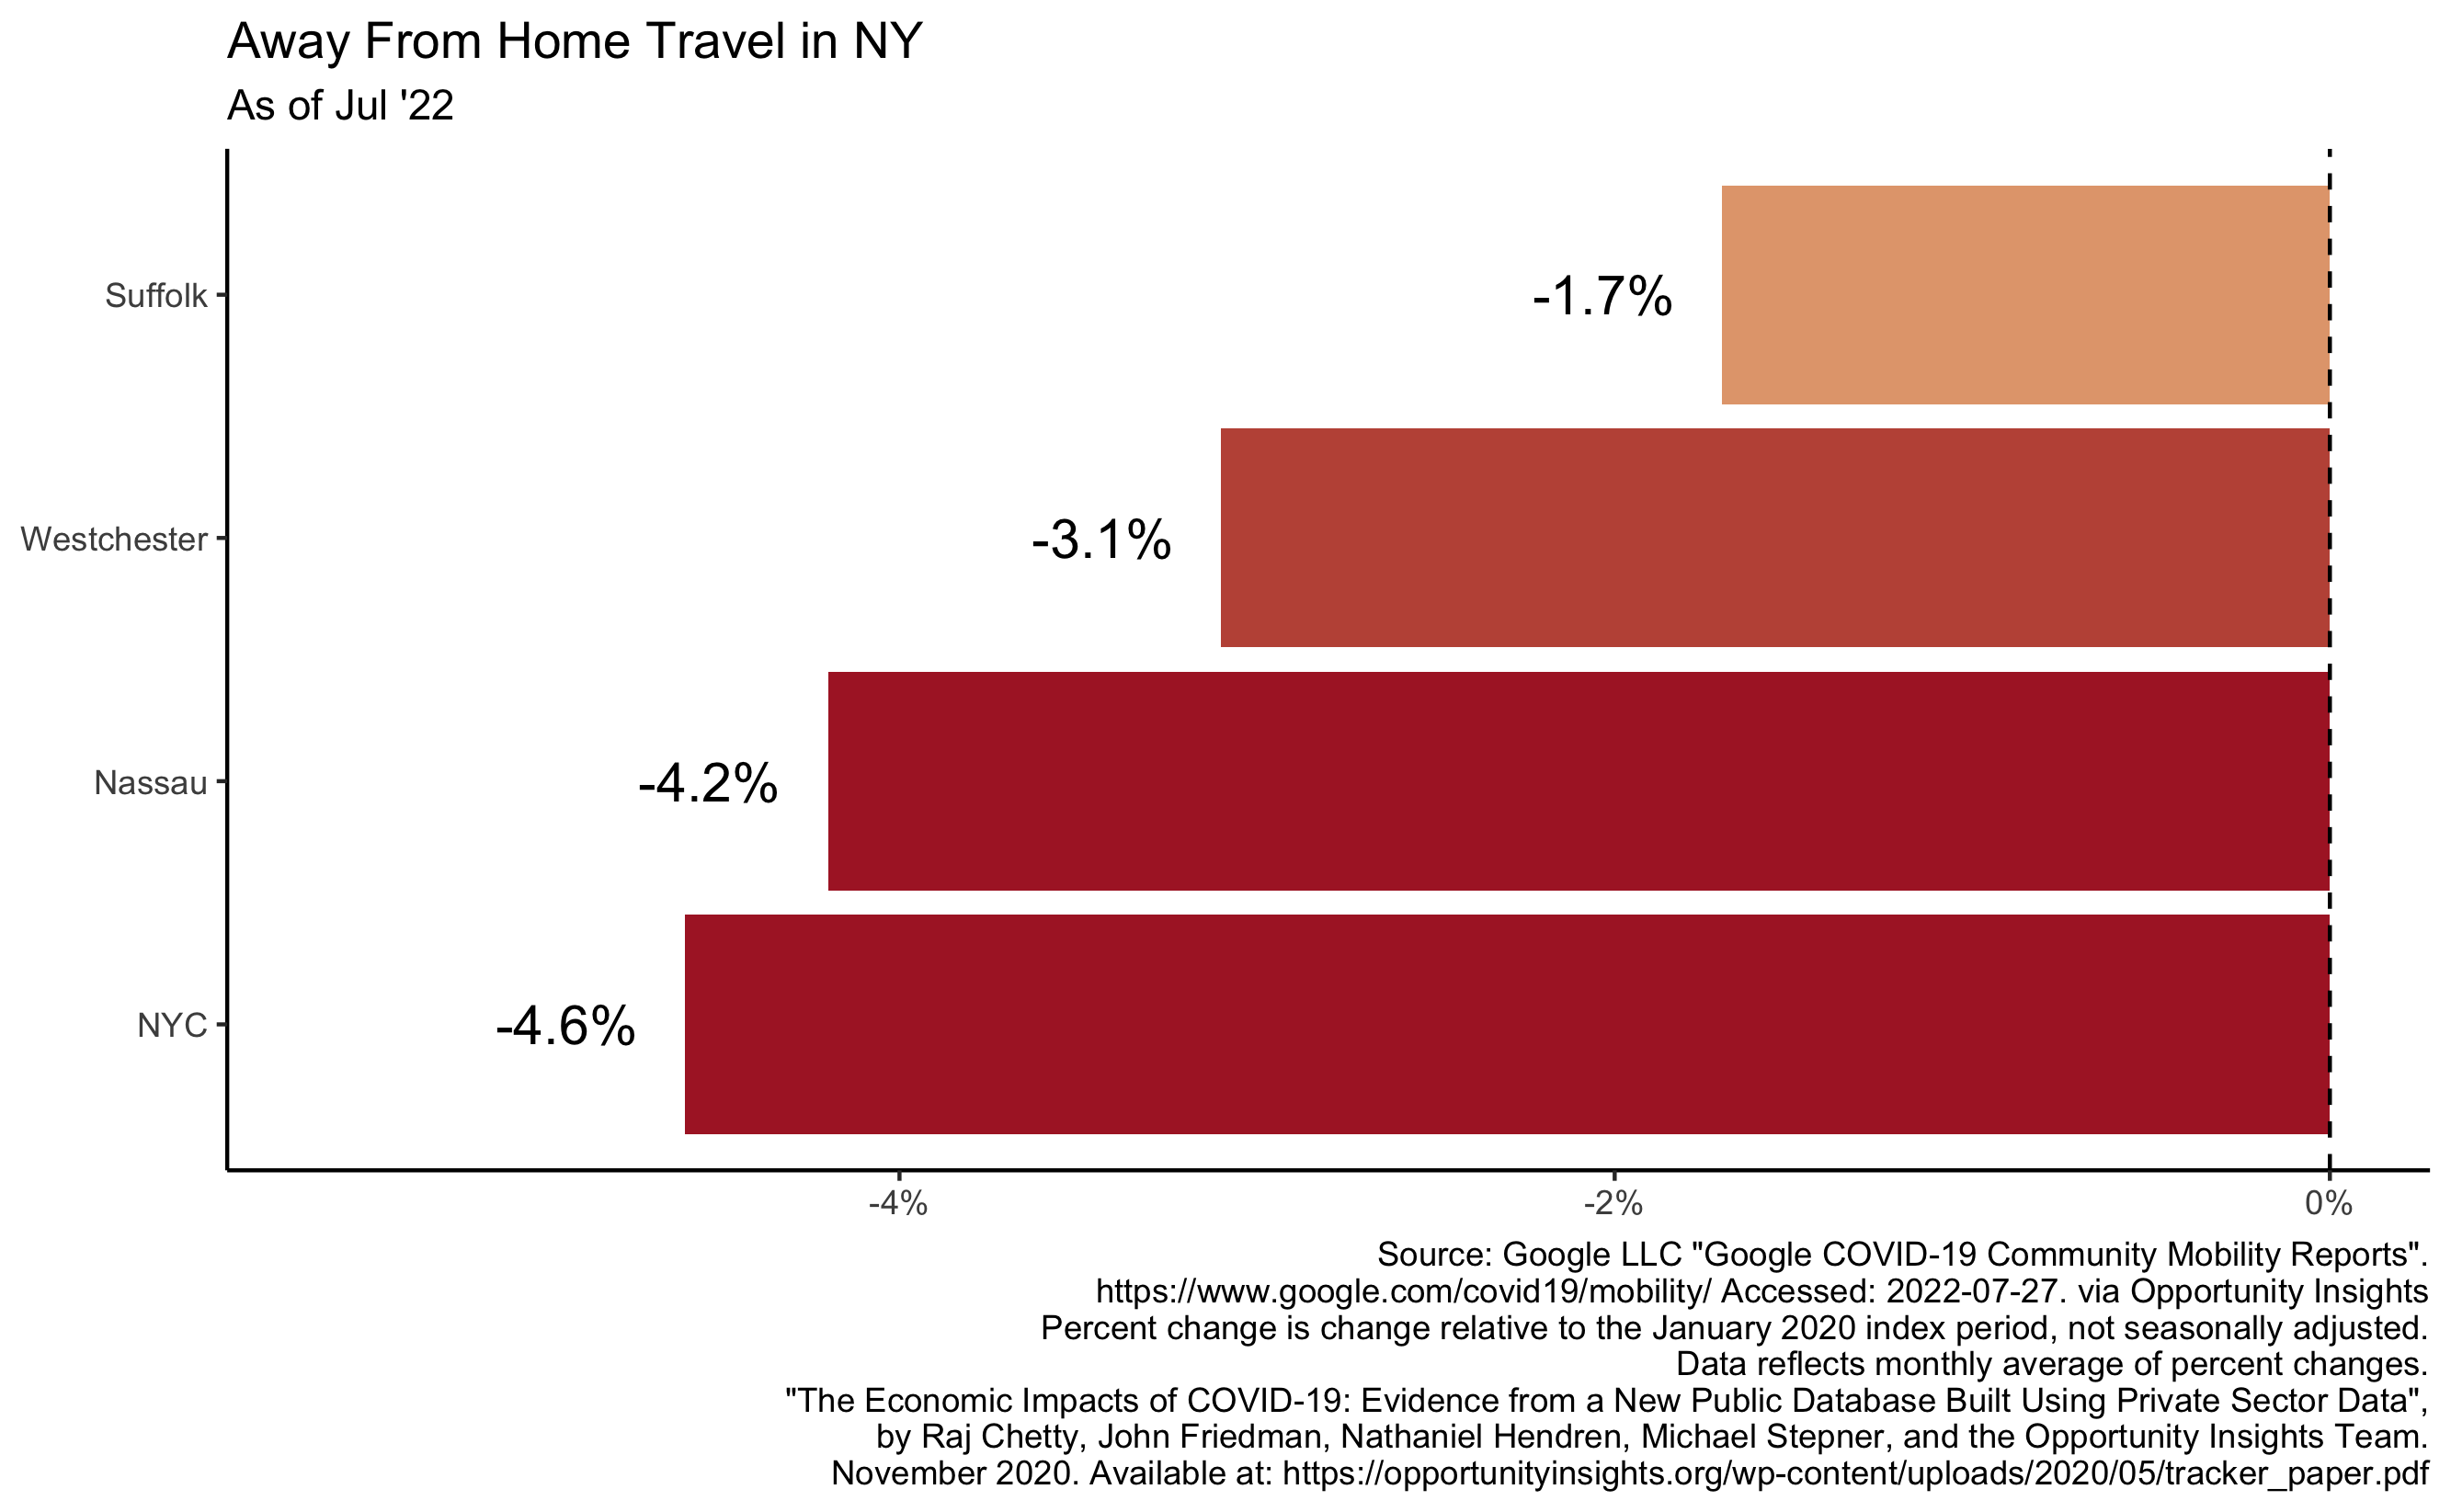 Away From Home Travel in NY
As of Jul '22
Suffolk
-1.7%
Westchester
-3.1%
Nassau
-4.2%
NYC
-4.6%
-4%
-2%
0%
Source: Google LLC "Google COVID-19 Community Mobility Reports".
https://www.google.com/covid19/mobility/ Accessed: 2022-07-27. via Opportunity Insights
Percent change is change relative to the January 2020 index period, not seasonally adjusted.
Data reflects monthly average of percent changes.
"The Economic Impacts of COVID-19: Evidence from a New Public Database Built Using Private Sector Data",
by Raj Chetty, John Friedman, Nathaniel Hendren, Michael Stepner, and the Opportunity Insights Team.
November 2020. Available at: https://opportunityinsights.org/wp-content/uploads/2020/05/tracker_paper.pdf